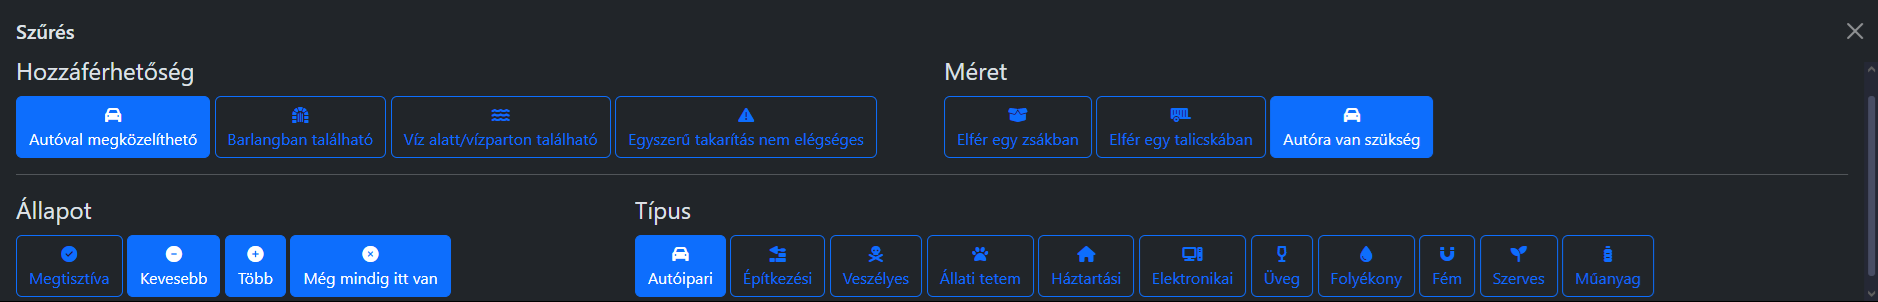 Szűrés
Hozzáférhetőség
Autóval megközelíthető
Barlangban található
Víz alatt/vízparton található
Egyszerű takarítás nem elégséges
Méret
Elfér egy zsákban
Elfér egy talicskában
Autóra van szükség
Állapot
Megtisztíva
Kevesebb
Több
Még mindig itt van
Típus
Autóipari
Építkezési
Veszélyes
Állati tetem
Háztartási
Elektronikai
Üveg
Folyékony
Fém
Szerves
Műanyag